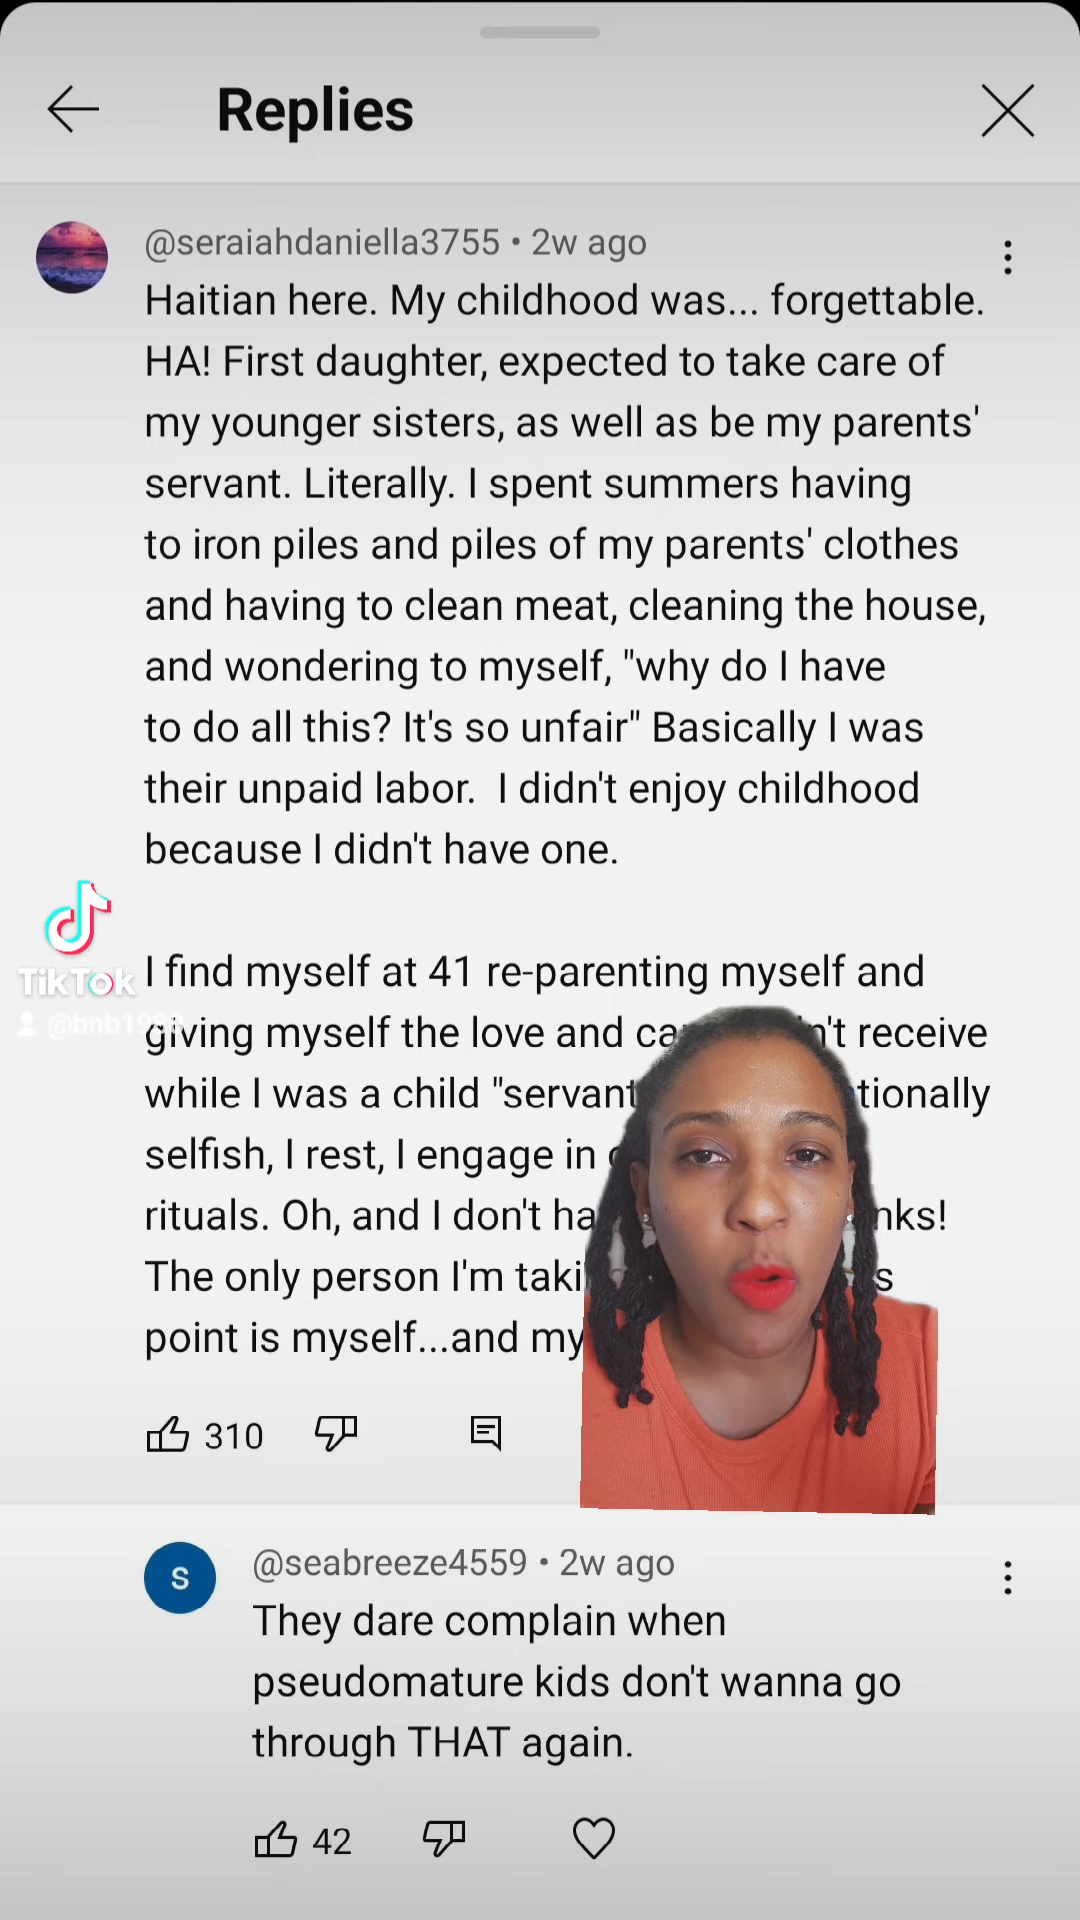 Replies
@seraiahdaniella3755 • 2w ago
Haitian here. My childhood was... forgettable.
HA! First daughter, expected to take care of
my younger sisters, as well as be my parents'
servant. Literally. I spent summers having
to iron piles and piles of my parents' clothes
and having to clean meat, cleaning the house,
and wondering to myself, "why do I have
to do all this? It's so unfair" Basically I was
their unpaid labor.  I didn't enjoy childhood
because I didn't have one.
TikTok
I find myself at 41 re-parenting myself and
giving myself the love and
receive
while I was a child "servant
selfish, I rest, I engage in
rituals. Oh, and I don't
The only person I'm
point is myself...and my
310
S
@seabreeze4559 • 2w ago
They dare complain when
pseudomature kids don't wanna go
through THAT again.
42